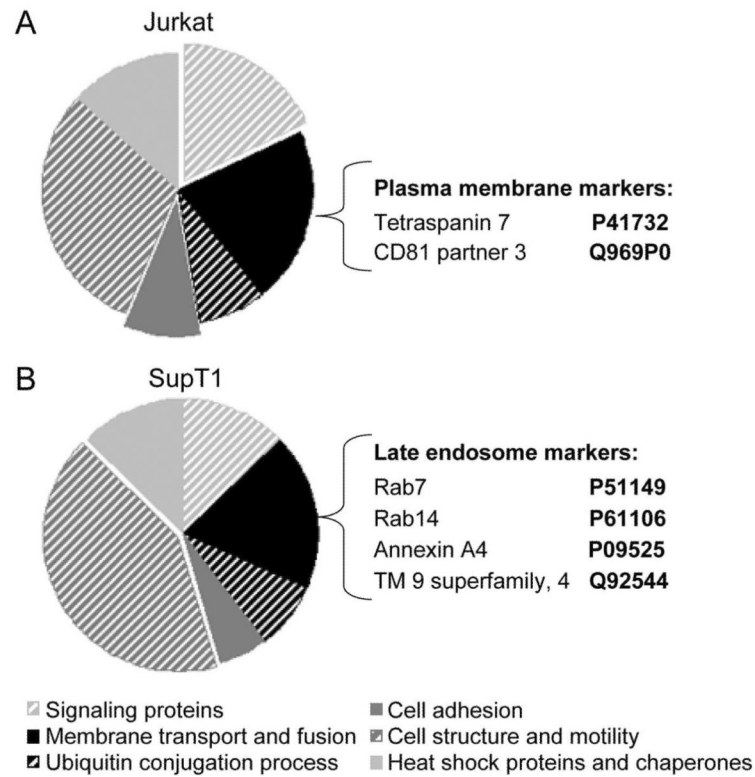 A
Jurkat
Plasma membrane markers:
Tetraspanin 7 P41732
CD81 partner 3 Q969P0
B
SupT1
Late endosome markers:
Rab7 P51149
Rab14 P61106
Annexin A4 P09525
TM 9 superfamily, 4 Q92544
Signaling proteins Cell adhesion
Membrane transport and fusion Cell structure and motility
Ubiquitin conjugation process Heat shock proteins and chaperones